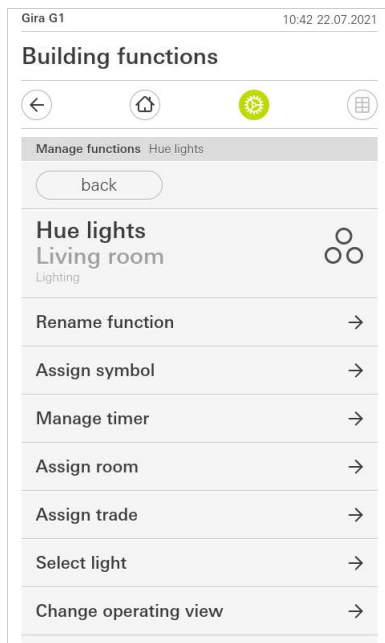 Gira G1 10:42 22.07.2021
Building functions
Manage functions Hue lights
back
Hue lights
Living room
Lighting
Rename function
Assign symbol
Manage timer
Assign room
Assign trade
Select light
Change operating view